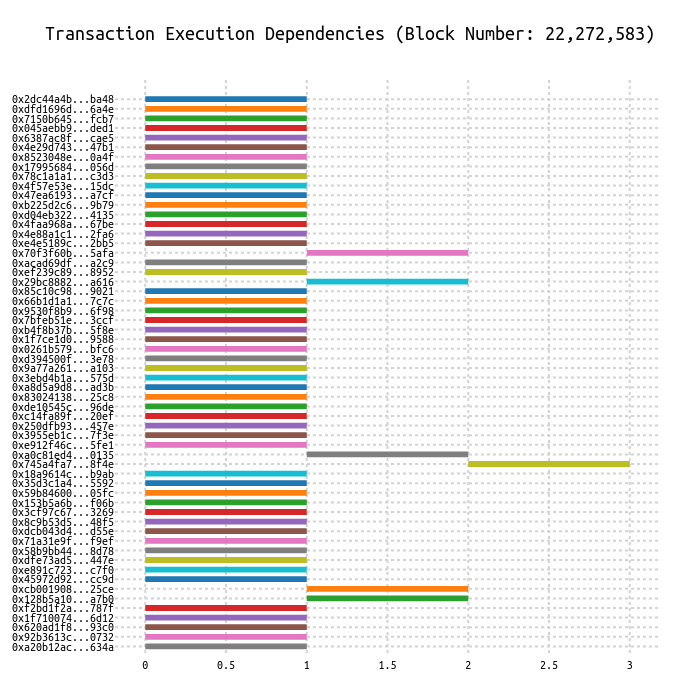 Transaction Execution Dependencies (Block Number: 22,272,583)
0x2dc44a4b...ba48
0xdfd1696d...6a4e
0x7150b645...fcb7
0x045aebb9...ded1
0x6387ac8f...cae5
0x4e29d743...47b1
0x8523048e...0a4f
0x17995684...056d
0x78c1a1a1...c3d3
0x4f57e53e...15dc
0x47ea6193...a7cf
0xb225d2c6...9b79
0xd04eb322...4135
0x4faa968a...67be
0x4e88a1c1...2fa6
0xe4e5189c...2bb5
0x70f3f60b...5afa
0xacad69df...a2c9
0xef239c89...8952
0x29bc8882...a616
0x85c10c98...9021
0x66b1d1a1...7c7c
0x9530f8b9...6f98
0x7bfeb51e...3ccf
0xb4f8b37b...5f8e
0x1f7ce1d0...9588
0x0261b579...bfc6
0xd394500f...3e78
0x9a77a261...a103
0x3ebd4b1a...575d
0xa8d5a9d8...ad3b
0x83024138...25c8
0xde10545c...96de
0xc14fa89f...20ef
0x250dfb93...457e
0x3955eb1c...7f3e
0xe912f46c...5fe1
0xa0c81ed4...0135
0x745a4fa7...8f4e
0x18a9614c...b9ab
0x35d3c1a4...5592
0x59b84600...05fc
0x153b5a6b...f06b
0x3cf97c67...3269
0x8c9b53d5...48f5
0xdcb043d4...d55e
0x71a31e9f...f9ef
0x58b9bb44...8d78
0xdfe73ad5...447e
0xe891c723...c7f0
0x45972d92...cc9d
0xcb001908...25ce
0x128b5a10...a7b0
0xf2bd1f2a...787f
0x1f710074...6d12
0x620ad1f8...93c0
0x92b3613c...0732
0xa20b12ac...634a
0 0.5 1 1.5 2 2.5 3